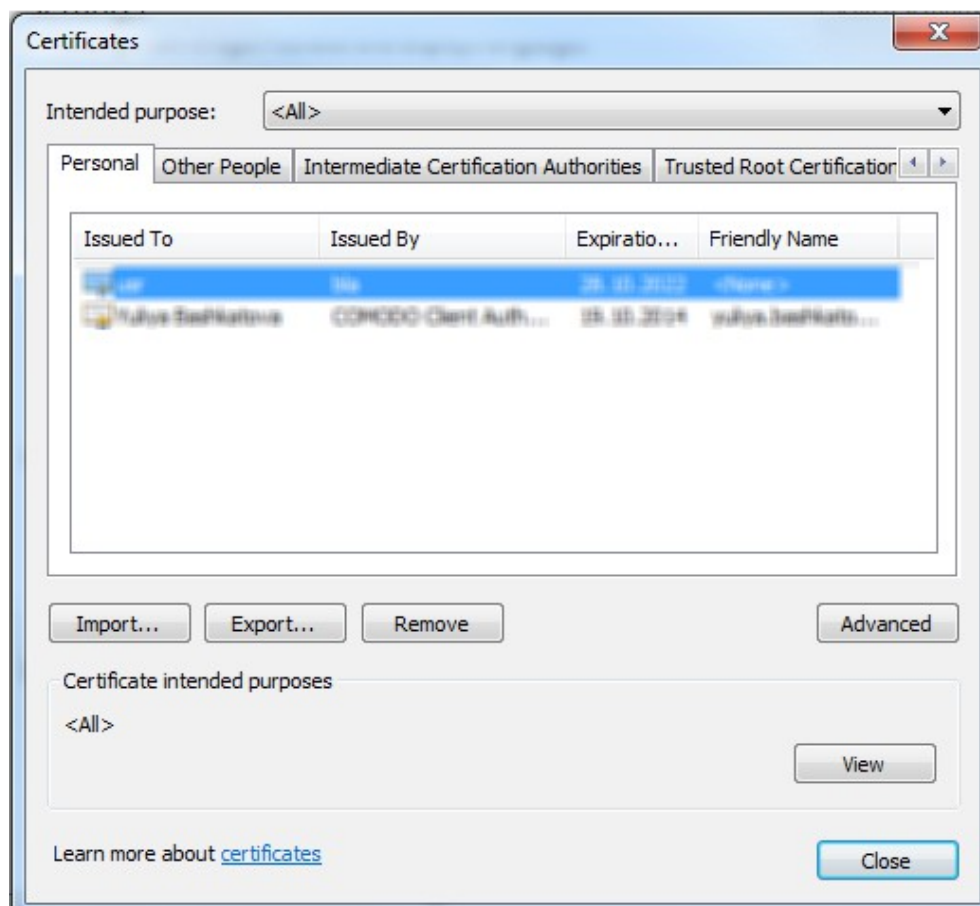 Certificates
Intended purpose: <All>
Personal Other People Intermediate Certification Authorities Trusted Root Certification
Issued To Issued By Expiratio... Friendly Name
Import... Export... Remove Advanced
Certificate intended purposes
<All>
View
Learn more about certificates
Close